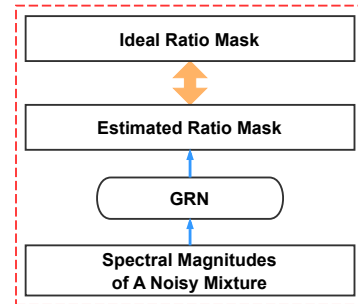 Ideal Ratio Mask
Estimated Ratio Mask
GRN
Spectral Magnitudes
of A Noisy Mixture